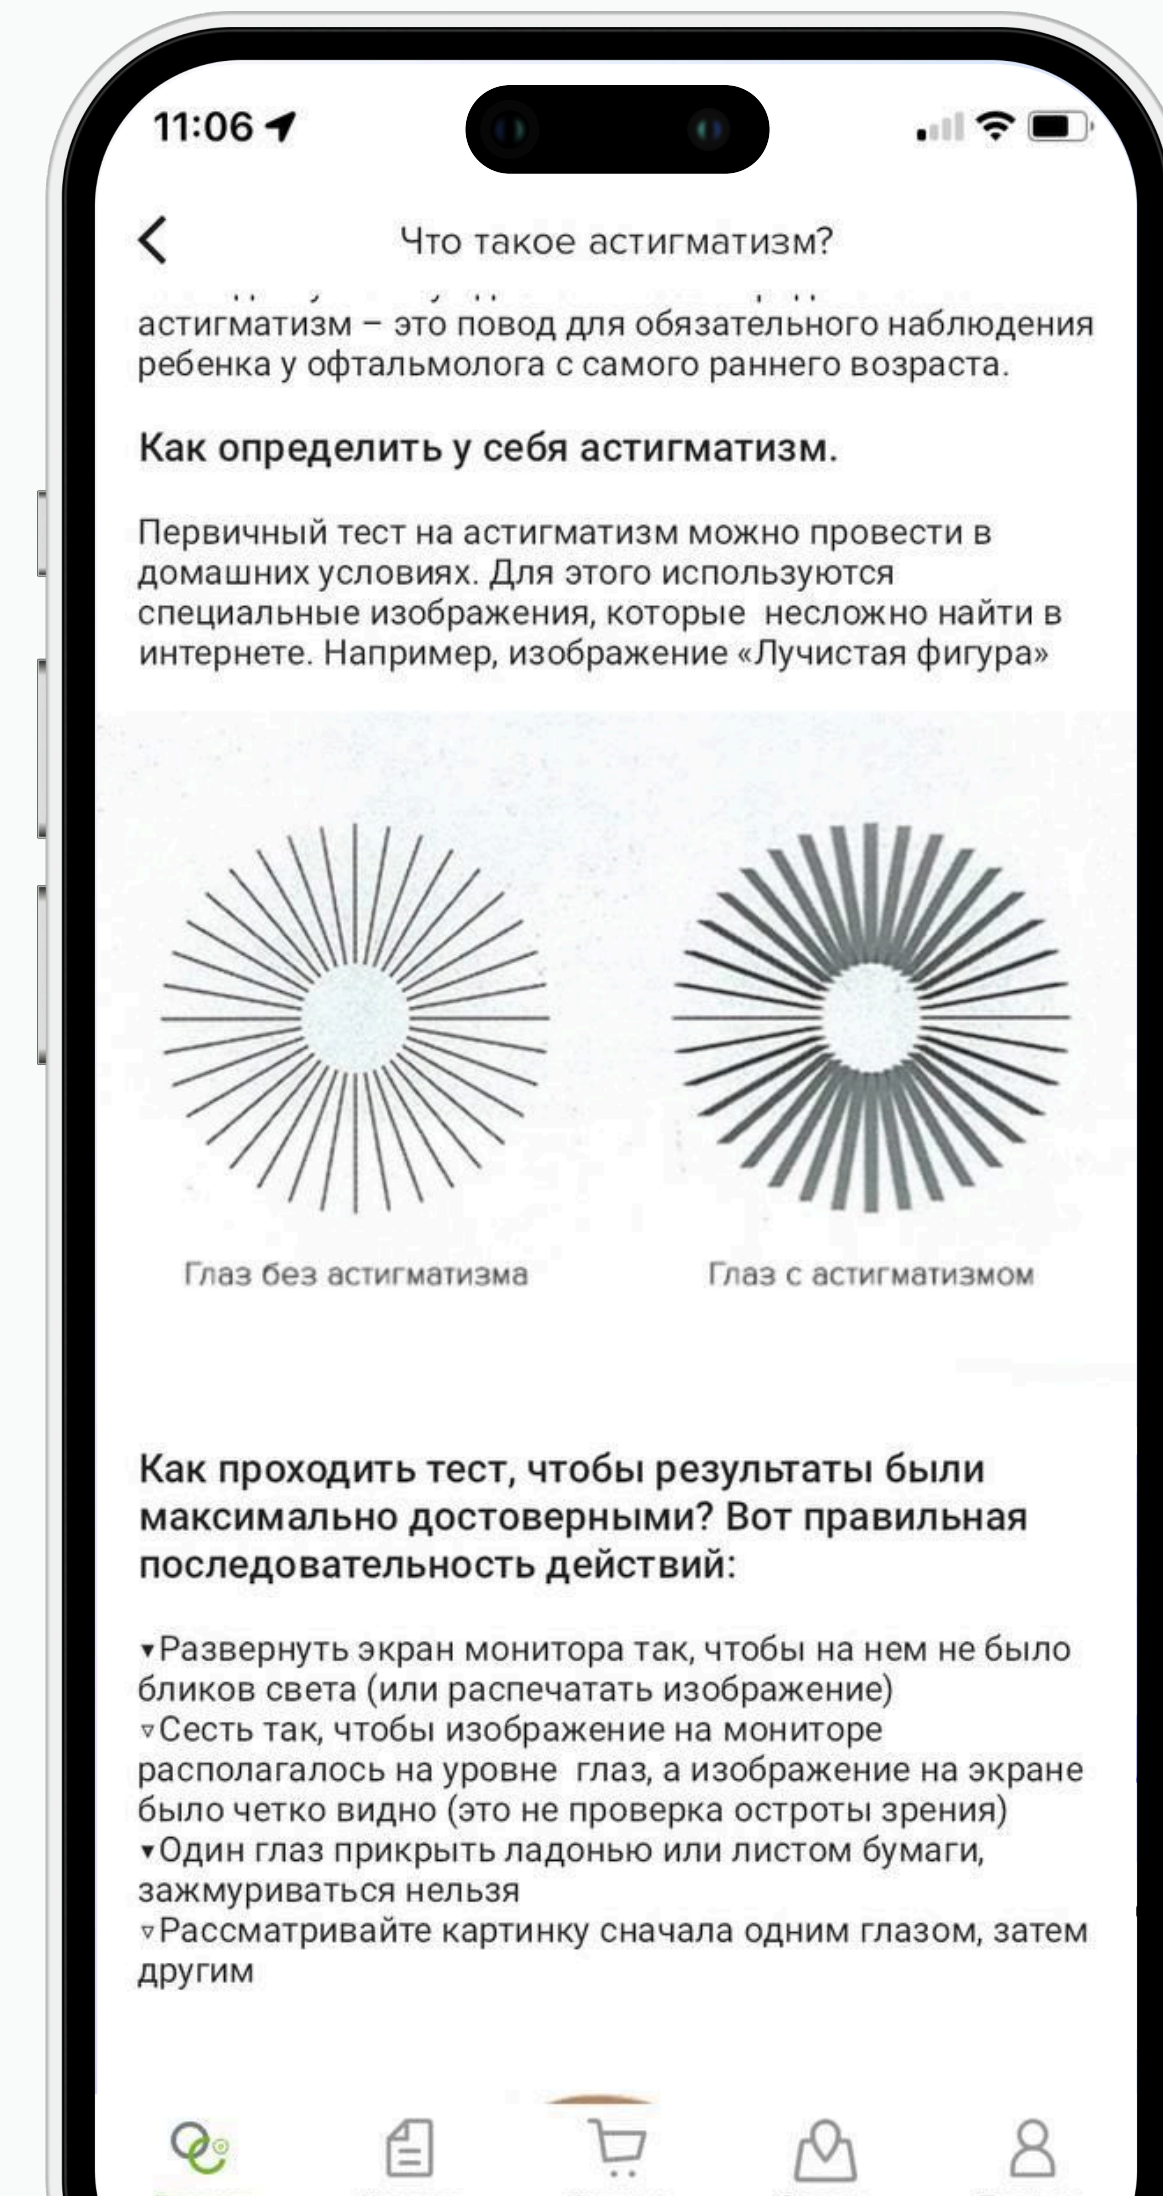 11:06
Что такое астигматизм?
астигматизм – это повод для обязательного наблюдения
ребенка у офтальмолога с самого раннего возраста.
Как определить у себя астигматизм.
Первичный тест на астигматизм можно провести в
домашних условиях. Для этого используются
специальные изображения, которые  несложно найти в
интернете. Например, изображение «Лучистая фигура»
Глаз без астигматизма
Глаз с астигматизмом
Как проходить тест, чтобы результаты были
максимально достоверными? Вот правильная
последовательность действий:
▾Развернуть экран монитора так, чтобы на нем не было
бликов света (или распечатать изображение)
▿Сесть так, чтобы изображение на мониторе
располагалось на уровне  глаз, а изображение на экране
было четко видно (это не проверка остроты зрения)
▾Один глаз прикрыть ладонью или листом бумаги,
зажмуриваться нельзя
▿Рассматривайте картинку сначала одним глазом, затем
другим